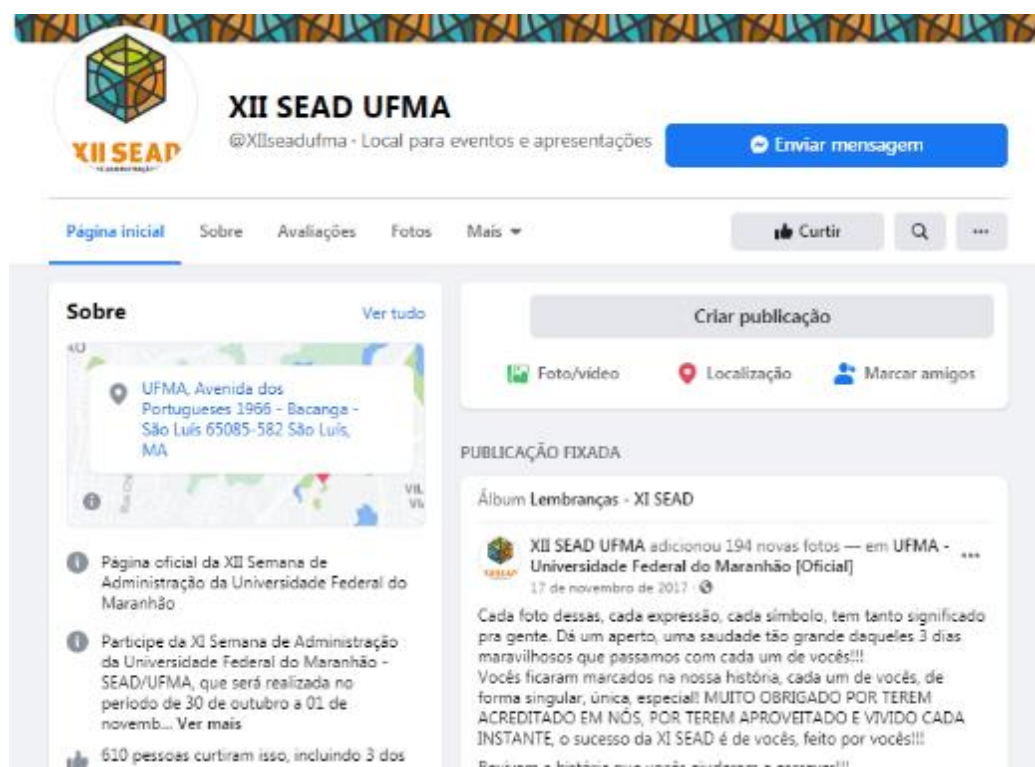 XII SEAD
XII SEAD UFMA
@XIIseadufma · Local para eventos e apresentações
Enviar mensagem
Página inicial Sobre Avaliações Fotos Mais
Curtir
Sobre Ver tudo
UFMA, Avenida dos
Portugueses 1966 - Bacanga -
São Luís 65085-582 São Luís,
MA
Página oficial da XII Semana de
Administração da Universidade Federal do
Maranhão
Participe da XI Semana de Administração
da Universidade Federal do Maranhão -
SEAD/UFMA, que será realizada no
período de 30 de outubro a 01 de
novemb... Ver mais
610 pessoas curtiram isso, incluindo 3 dos
Criar publicação
Foto/vídeo Localização Marcar amigos
PUBLICAÇÃO FIXADA
Álbum Lembranças - XI SEAD
XII SEAD UFMA adicionou 194 novas fotos — em UFMA -
Universidade Federal do Maranhão [Oficial]
17 de novembro de 2017 ·
Cada foto dessas, cada expressão, cada símbolo, tem tanto significado
pra gente. Dá um aperto, uma saudade tão grande daqueles 3 dias
maravilhosos que passamos com cada um de vocês!!!
Vocês ficaram marcados na nossa história, cada um de vocês, de
forma singular, única, especial! MUITO OBRIGADO POR TEREM
ACREDITADO EM NÓS, POR TEREM APROVEITADO E VIVIDO CADA
INSTANTE, o sucesso da XI SEAD é de vocês, feito por vocês!!!